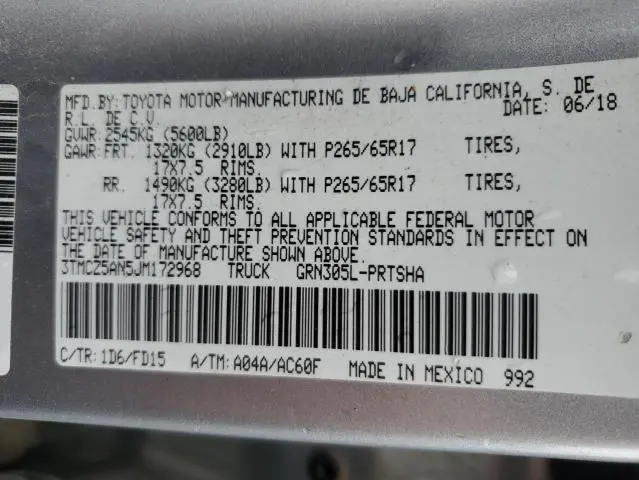 MFD.BY: TOYOTA MOTOR MANUFACTURING DE BAJA CALIFORNIA, S. DE
R.L. DE C.V. DATE: 06/18
GVWR: 2545KG (5600LB)
GAWR: FRT. 1320KG (2910LB) WITH P265/65R17 TIRES,
17X7.5 RIMS.
RR. 1490KG (3280LB) WITH P265/65R17 TIRES,
17X7.5 RIMS.
THIS VEHICLE CONFORMS TO ALL APPLICABLE FEDERAL MOTOR
VEHICLE SAFETY AND THEFT PREVENTION STANDARDS IN EFFECT ON
THE DATE OF MANUFACTURE SHOWN ABOVE.
3TMCZ5AN5JM172968 TRUCK GRN305L-PRTSHA
C/TR: 1D6/FD15 A/TM: A04A/AC60F MADE IN MEXICO 992